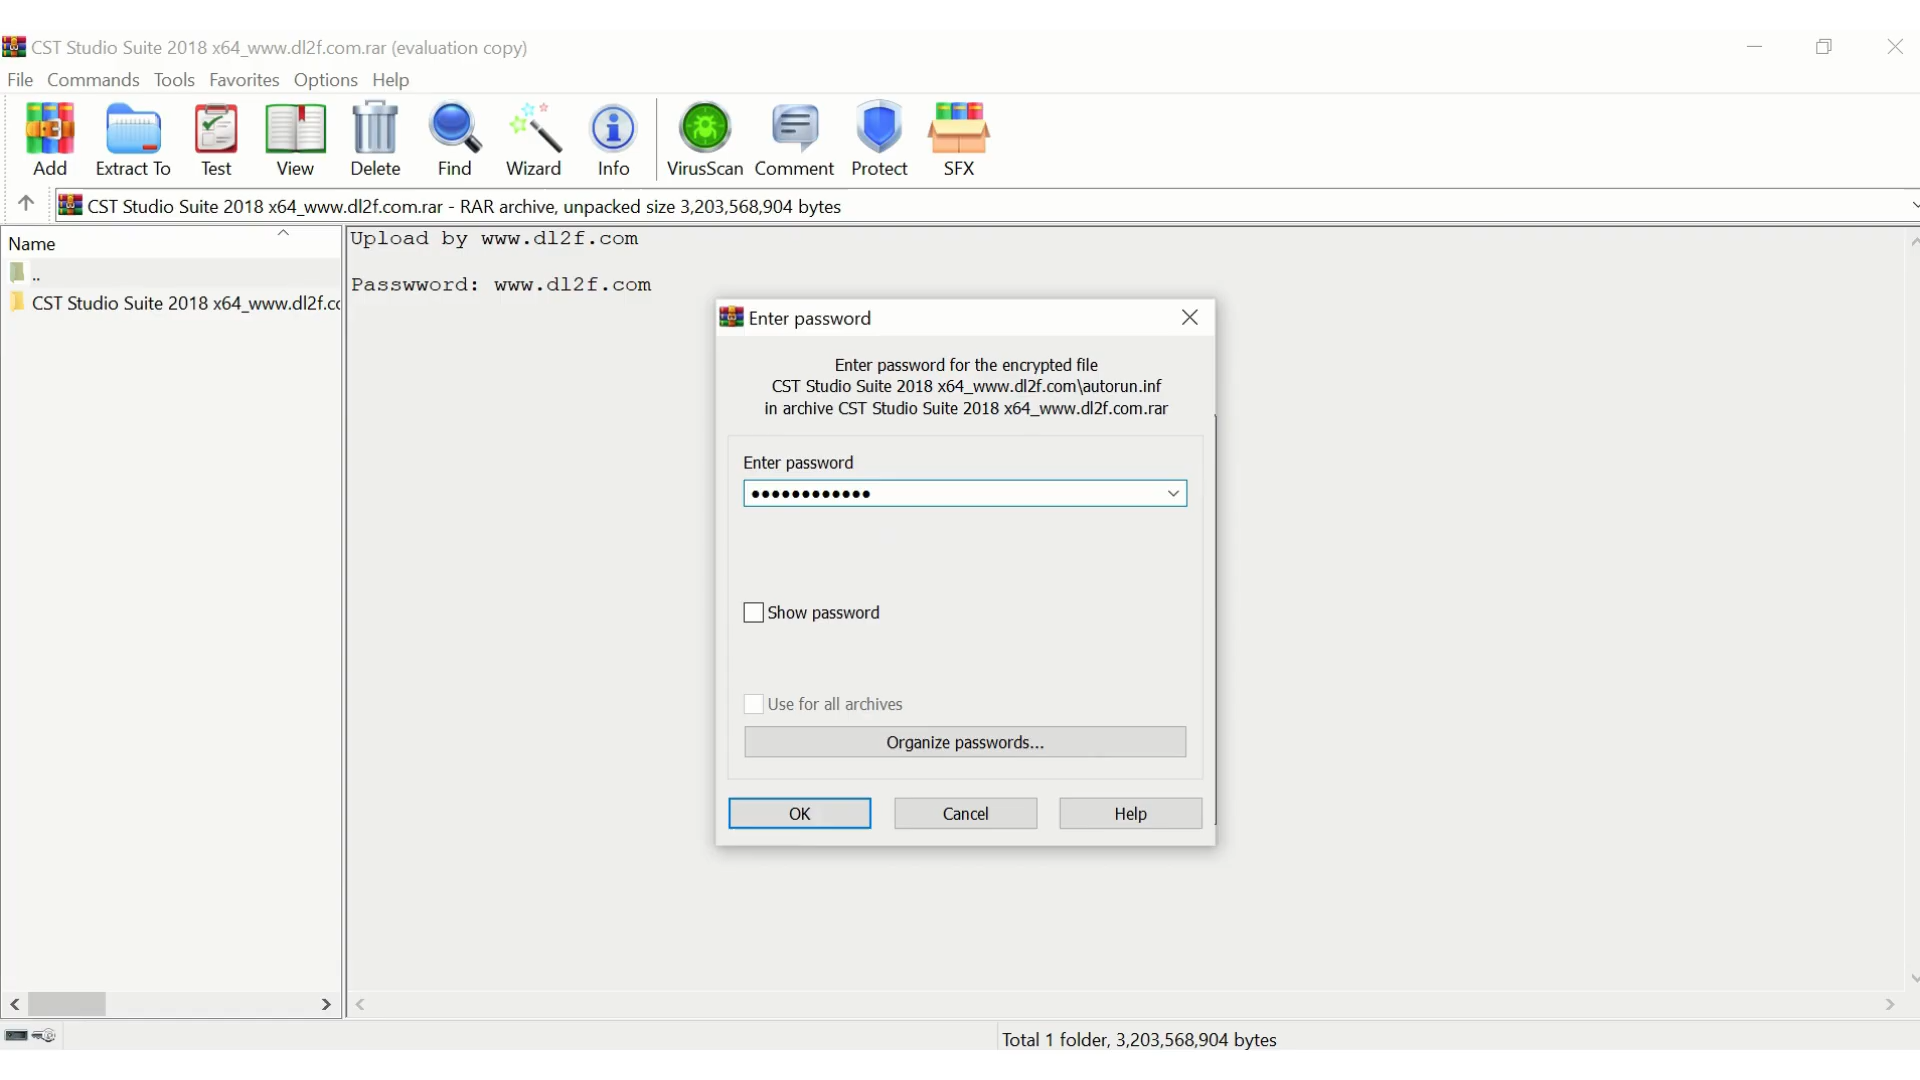 CST Studio Suite 2018 x64_www.dl2f.com.rar (evaluation copy)
File Commands Tools Favorites Options Help
Add Extract To Test View Delete Find Wizard Info VirusScan Comment Protect SFX
CST Studio Suite 2018 x64_www.dl2f.com.rar - RAR archive, unpacked size 3,203,568,904 bytes
Name
..
CST Studio Suite 2018 x64_www.dl2f.cc
Upload by www.dl2f.com
Passwword: www.dl2f.com
Enter password
Enter password for the encrypted file
CST Studio Suite 2018 x64_www.dl2f.com\autorun.inf
in archive CST Studio Suite 2018 x64_www.dl2f.com.rar
Enter password
●●●●●●●●●●●●
Show password
Use for all archives
Organize passwords...
OK Cancel Help
Total 1 folder, 3,203,568,904 bytes